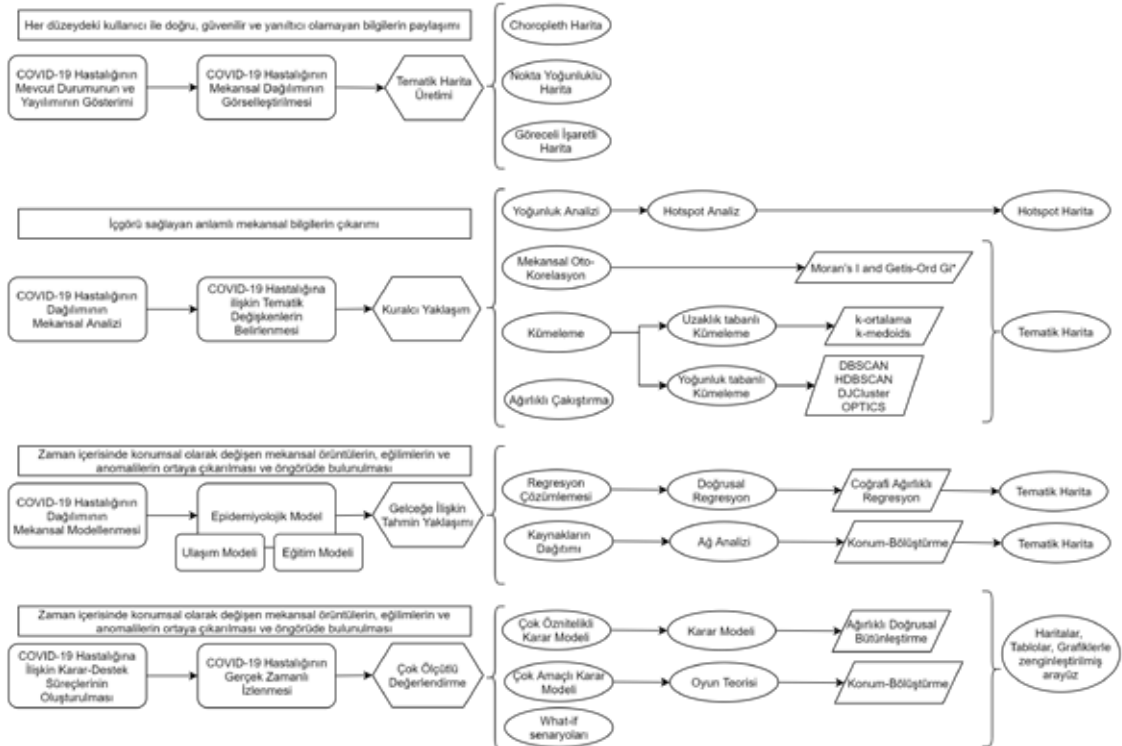 Her düzeydeki kullanıcı ile doğru, güvenilir ve yanıltıcı olamayan bilgilerin paylaşımı
COVID-19 Hastalığının
Mevcut Durumunun ve
Yayılımının Gösterimi
COVID-19 Hastalığının
Mekansal Dağılımının
Görselleştirilmesi
Tematik Harita
Üretimi
Choropleth Harita
Nokta Yoğunluklu
Harita
Göreceli İşaretli
Harita
İçgörü sağlayan anlamlı mekansal bilgilerin çıkarımı
COVID-19 Hastalığının
Dağılımının
Mekansal Analizi
COVID-19 Hastalığına
ilişkin Tematik
Değişkenlerin
Belirlenmesi
Kuralcı Yaklaşım
Yoğunluk Analizi
Hotspot Analiz
Hotspot Harita
Mekansal Oto-
Korelasyon
Moran's I and Getis-Ord Gi*
Kümeleme
Uzaklık tabanlı
Kümeleme
k-ortalama
k-medoids
Yoğunluk tabanlı
Kümeleme
DBSCAN
HDBSCAN
DJCluster
OPTICS
Ağırlıklı Çakıştırma
Tematik Harita
Zaman içerisinde konumsal olarak değişen mekansal örüntülerin, eğilimlerin ve
anomalilerin ortaya çıkarılması ve öngörüde bulunulması
COVID-19 Hastalığının
Dağılımının
Mekansal Modellenmesi
Epidemiyolojik Model
Ulaşım Modeli
Eğitim Modeli
Gelceğe İlişkin
Tahmin Yaklaşımı
Regresyon
Çözümlemesi
Doğrusal
Regresyon
Coğrafi Ağırlıklı
Regresyon
Tematik Harita
Kaynakların
Dağıtımı
Ağ Analizi
Konum-Bölüştürme
Tematik Harita
Zaman içerisinde konumsal olarak değişen mekansal örüntülerin, eğilimlerin ve
anomalilerin ortaya çıkarılması ve öngörüde bulunulması
COVID-19 Hastalığına
İlişkin Karar-Destek
Süreçlerinin
Oluşturulması
COVID-19 Hastalığının
Gerçek Zamanlı
İzlenmesi
Çok Ölçütlü
Değerlendirme
Çok Öznitelikli
Karar Modeli
Karar Modeli
Ağırlıklı Doğrusal
Bütünleştirme
Çok Amaçlı Karar
Modeli
Oyun Teorisi
Konum-Bölüştürme
What-if
senaryoları
Haritalar,
Tablolar, Grafiklerle
zenginleştirilmiş
arayüz